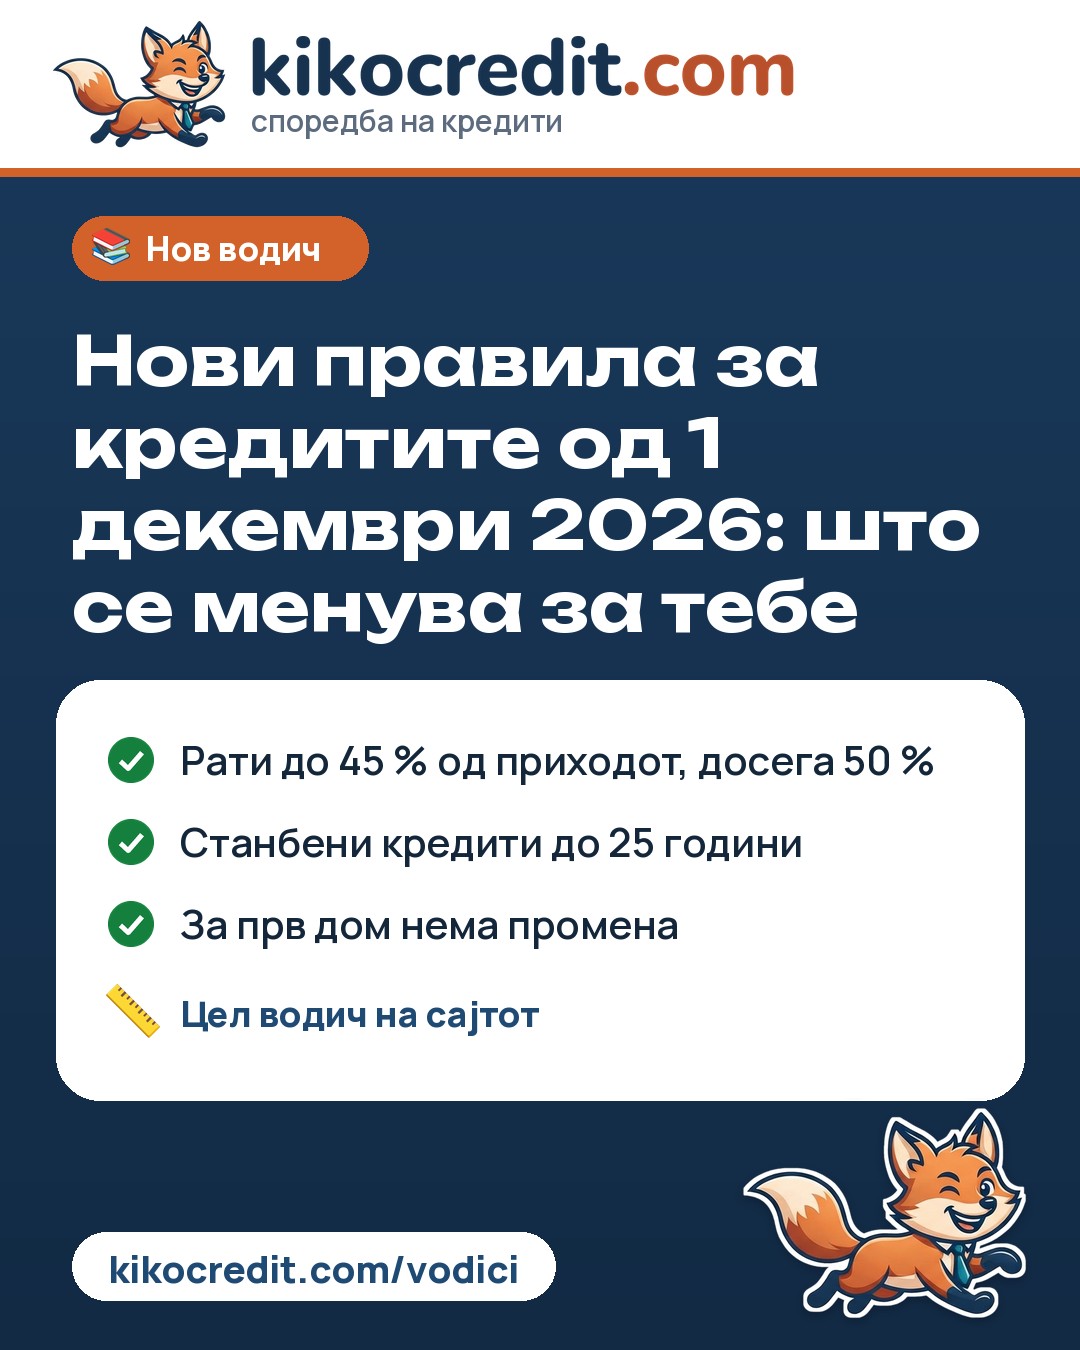 kikocredit.com
споредба на кредити
Нов водич
Нови правила за
кредитите од 1
декември 2026: што
се менува за тебе
Рати до 45 % од приходот, досега 50 %
Станбени кредити до 25 години
За прв дом нема промена
Цел водич на сајтот
kikocredit.com/vodici